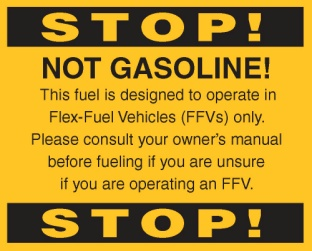 STOP!
NOT GASOLINE!
This fuel is designed to operate in
Flex-Fuel Vehicles (FFVs) only.
Please consult your owner's manual
before fueling if you are unsure
if you are operating an FFV.
STOP!